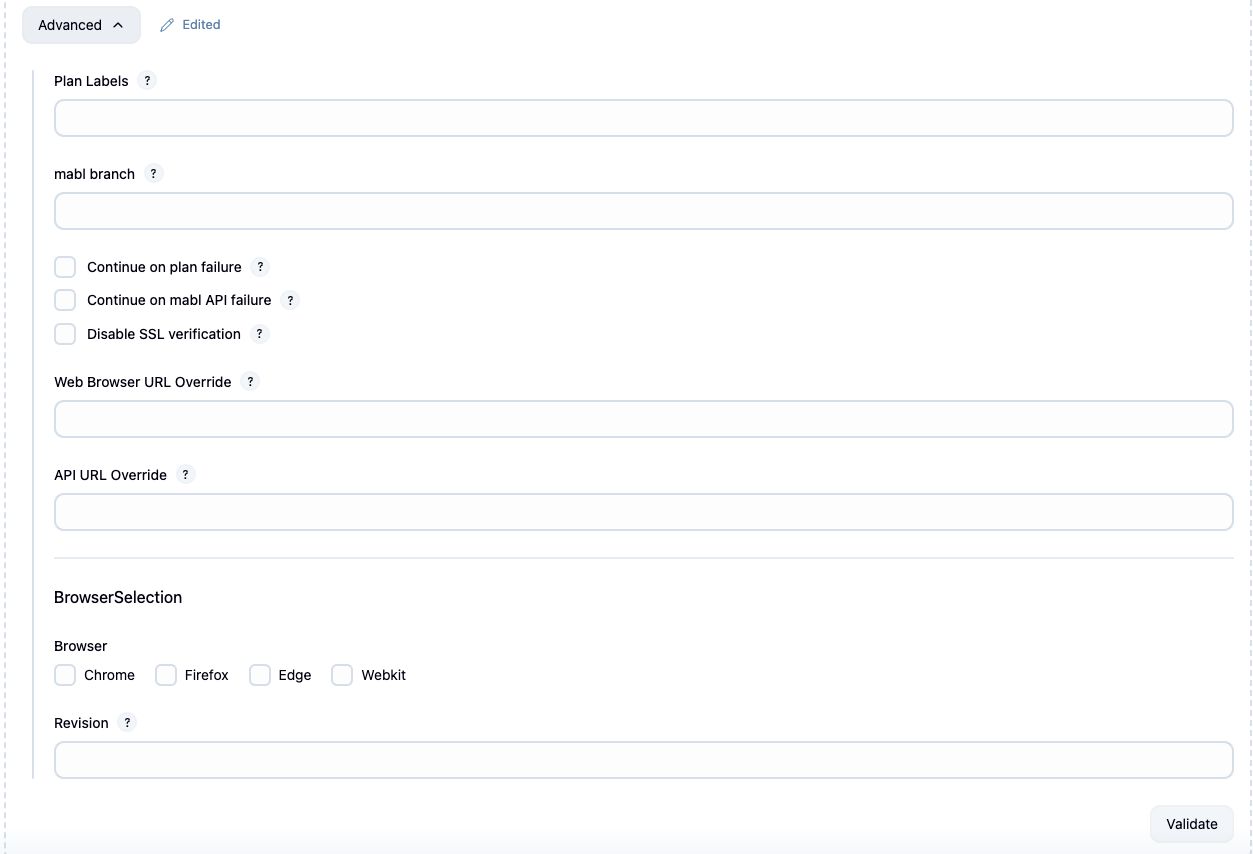 Advanced Edited
Plan Labels ?
mabl branch ?
Continue on plan failure ?
Continue on mabl API failure ?
Disable SSL verification ?
Web Browser URL Override ?
API URL Override ?
BrowserSelection
Browser
Chrome Firefox Edge Webkit
Revision ?
Validate